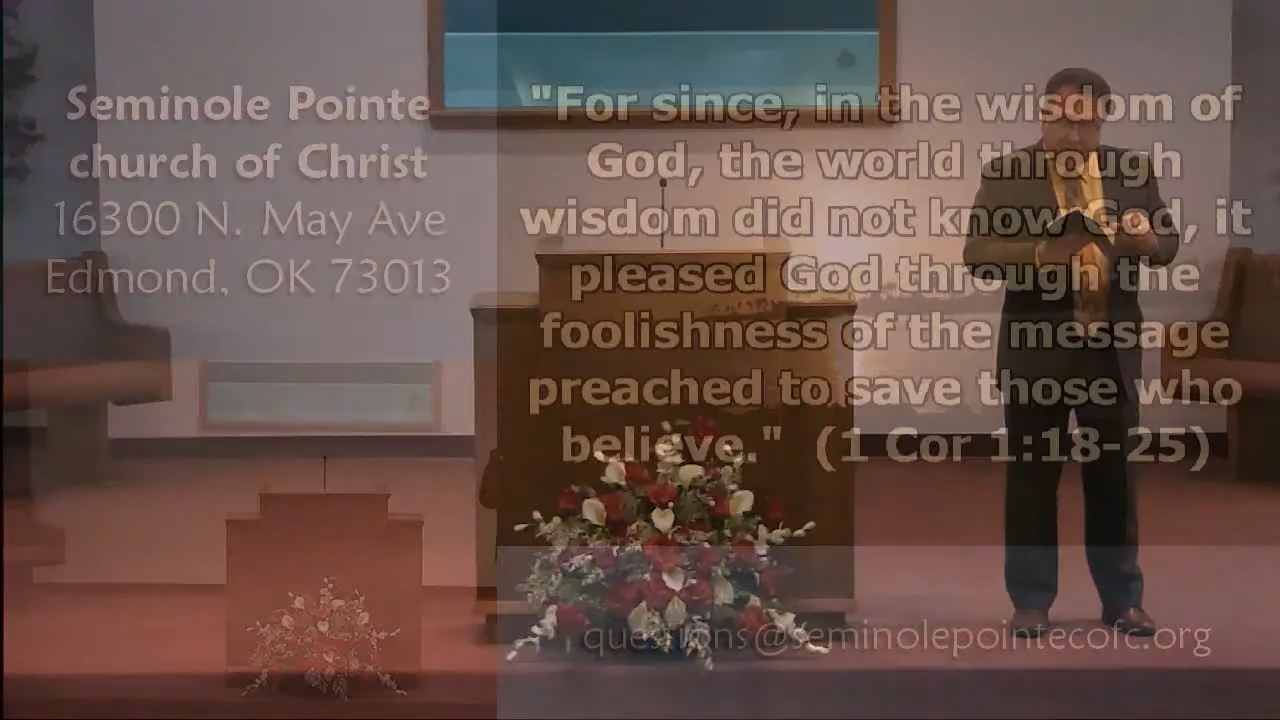 Seminole Pointe
church of Christ
16300 N. May Ave
Edmond, OK 73013
"For since, in the wisdom of
God, the world through
wisdom did not know God, it
pleased God through the
foolishness of the message
preached to save those who
believe." (1 Cor 1:18-25)
questions@seminolepointecofc.org